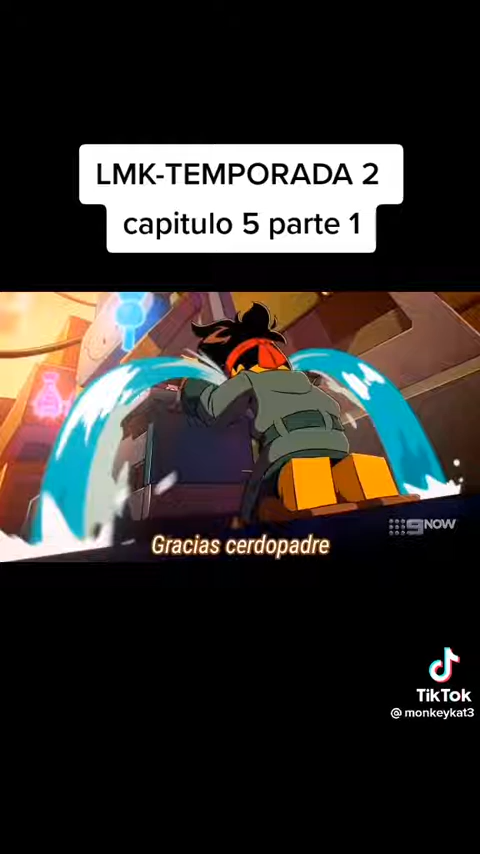 LMK-TEMPORADA 2
capitulo 5 parte 1
9NOW
Gracias cerdopadre
TikTok
@monkeykat3